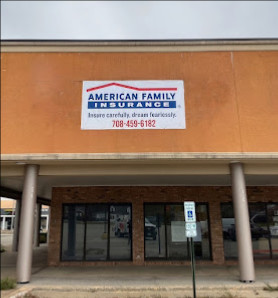 AMERICAN FAMILY
INSURANCE
Insure carefully, dream fearlessly.
708-459-6182